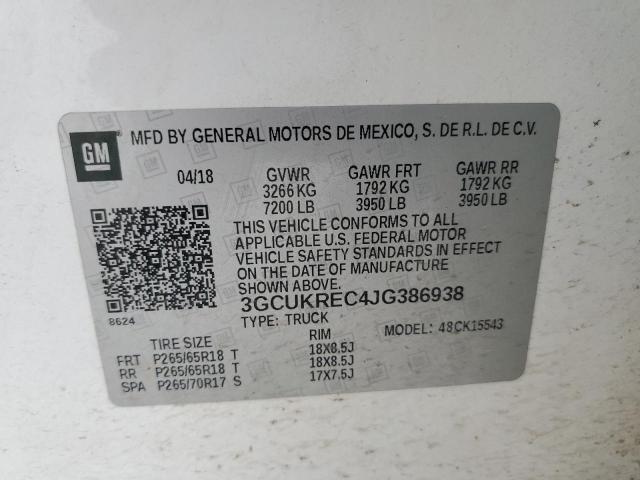 GM
MFD BY GENERAL MOTORS DE MEXICO, S. DE R.L. DE C.V.
04/18 GVWR GAWR FRT GAWR RR
3266 KG 1792 KG 1792 KG
7200 LB 3950 LB 3950 LB
THIS VEHICLE CONFORMS TO ALL
APPLICABLE U.S. FEDERAL MOTOR
VEHICLE SAFETY STANDARDS IN EFFECT
ON THE DATE OF MANUFACTURE
SHOWN ABOVE.
8624
3GCUKREC4JG386938
TYPE: TRUCK MODEL: 48CK15543
TIRE SIZE RIM
FRT P265/65R18 T 18X8.5J
RR P265/65R18 T 18X8.5J
SPA P265/70R17 S 17X7.5J